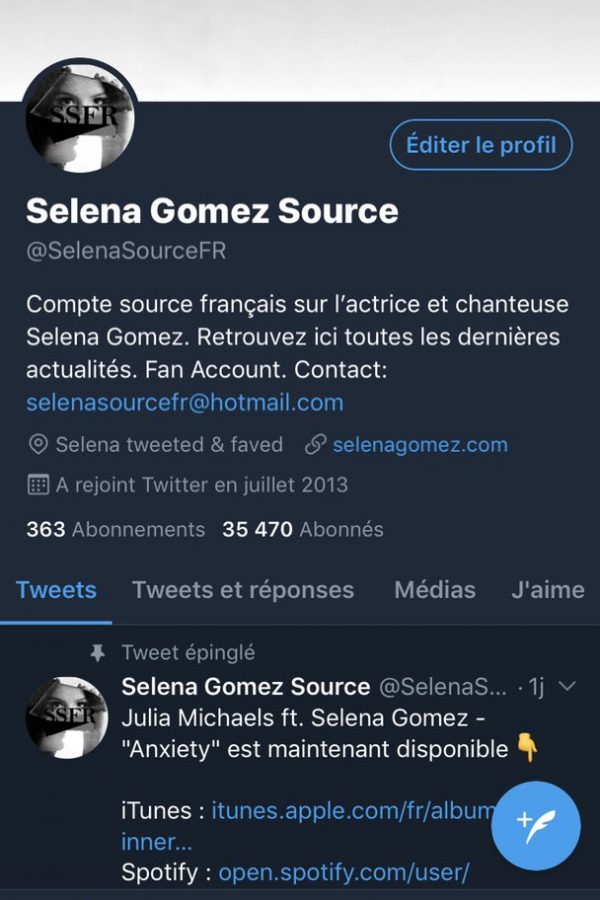 SSFR
Éditer le profil
Selena Gomez Source
@SelenaSourceFR
Compte source français sur l'actrice et chanteuse
Selena Gomez. Retrouvez ici toutes les dernières
actualités. Fan Account. Contact:
selenasourcefr@hotmail.com
Selena tweeted & faved selenagomez.com
A rejoint Twitter en juillet 2013
363 Abonnements 35 470 Abonnés
Tweets Tweets et réponses Médias J'aime
Tweet épinglé
Selena Gomez Source @SelenaS... · 1j
SSFR
Julia Michaels ft. Selena Gomez -
"Anxiety" est maintenant disponible 👇
iTunes : itunes.apple.com/fr/album
inner...
Spotify : open.spotify.com/user/